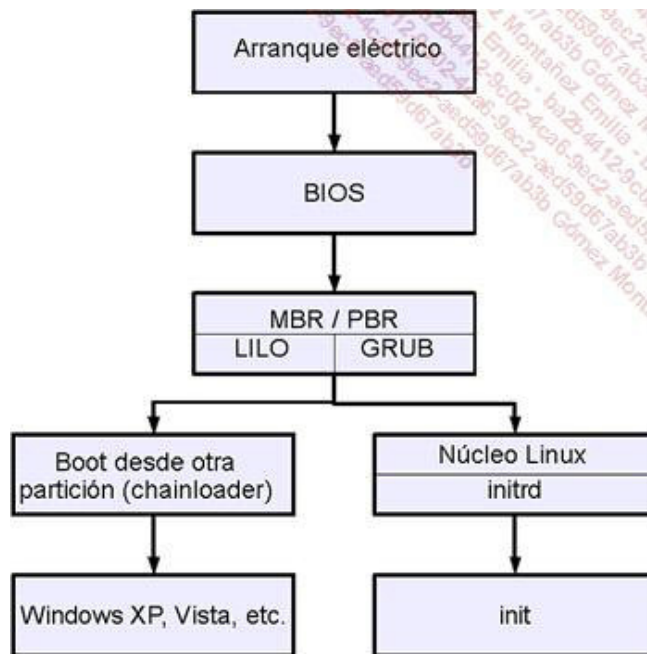 Arranque eléctrico
BIOS
MBR / PBR
LILO
GRUB
Boot desde otra
partición (chainloader)
Núcleo Linux
initrd
Windows XP, Vista, etc.
init